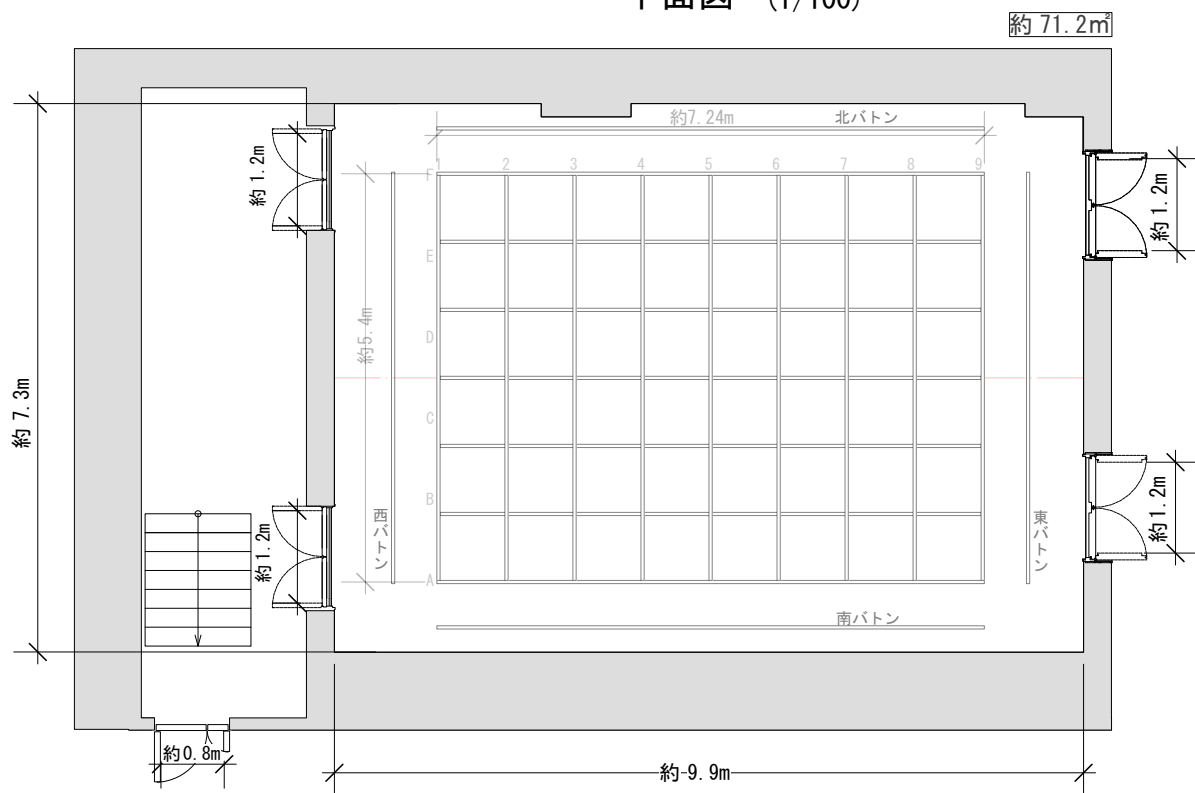 平面図 (1/100)
約 71.2㎡
約7.24m
北バトン
約 1.2m
約 1.2m
1 2 3 4 5 6 7 8 9
F
E
D
C
B
A
約5.4m
約 7.3m
西バトン
東バトン
約 1.2m
約 1.2m
南バトン
約0.8m
約 9.9m